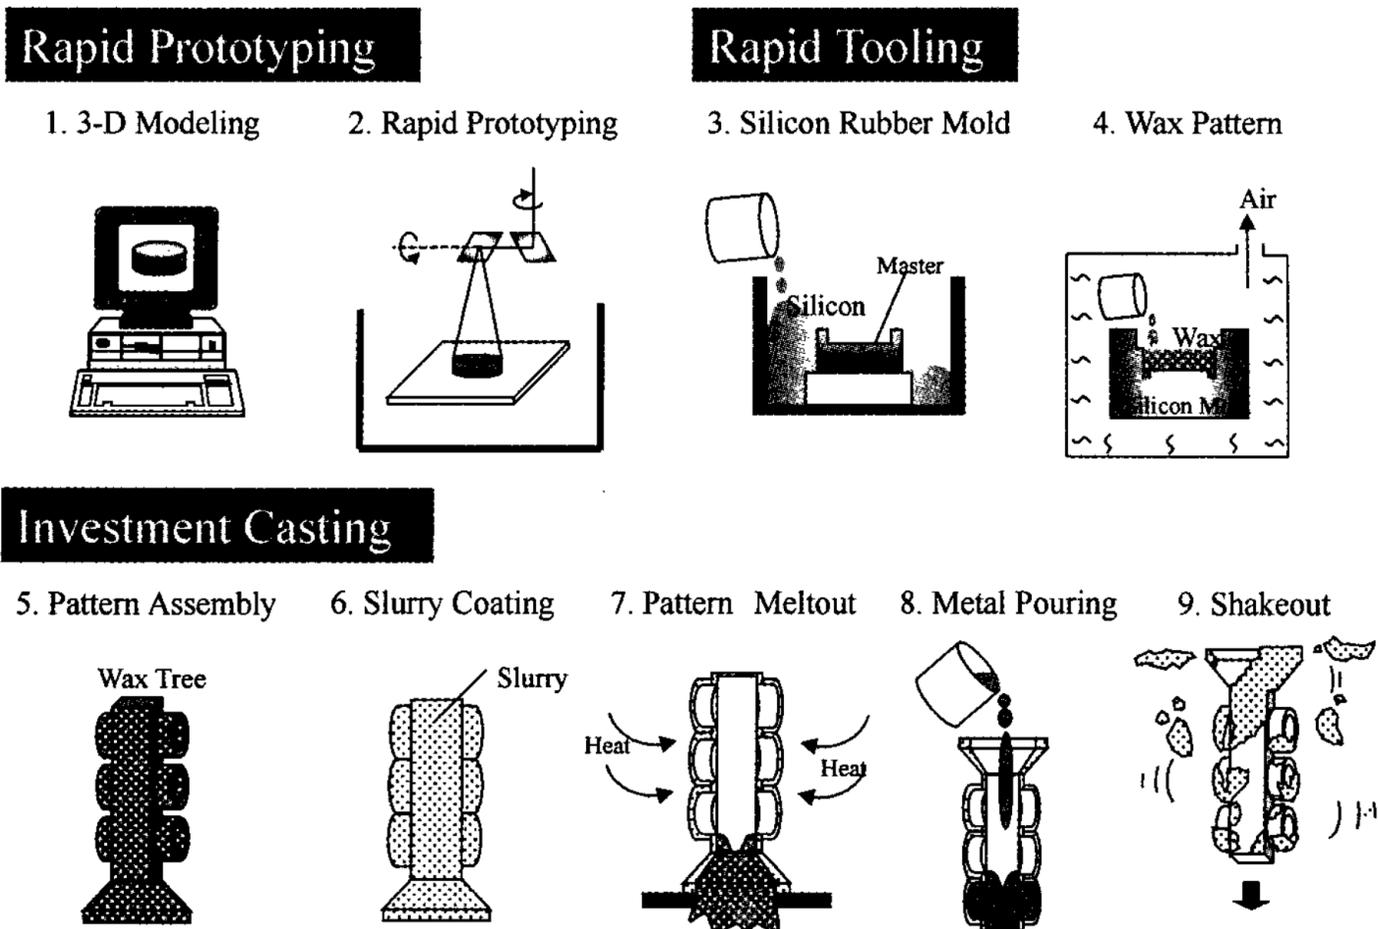 Rapid Prototyping
Rapid Tooling
1. 3-D Modeling
2. Rapid Prototyping
3. Silicon Rubber Mold
4. Wax Pattern
Air
Master
Silicon
Wax
Investment Casting
5. Pattern Assembly
6. Slurry Coating
7. Pattern Meltout
8. Metal Pouring
9. Shakeout
Wax Tree
Slurry
Heat
Heat